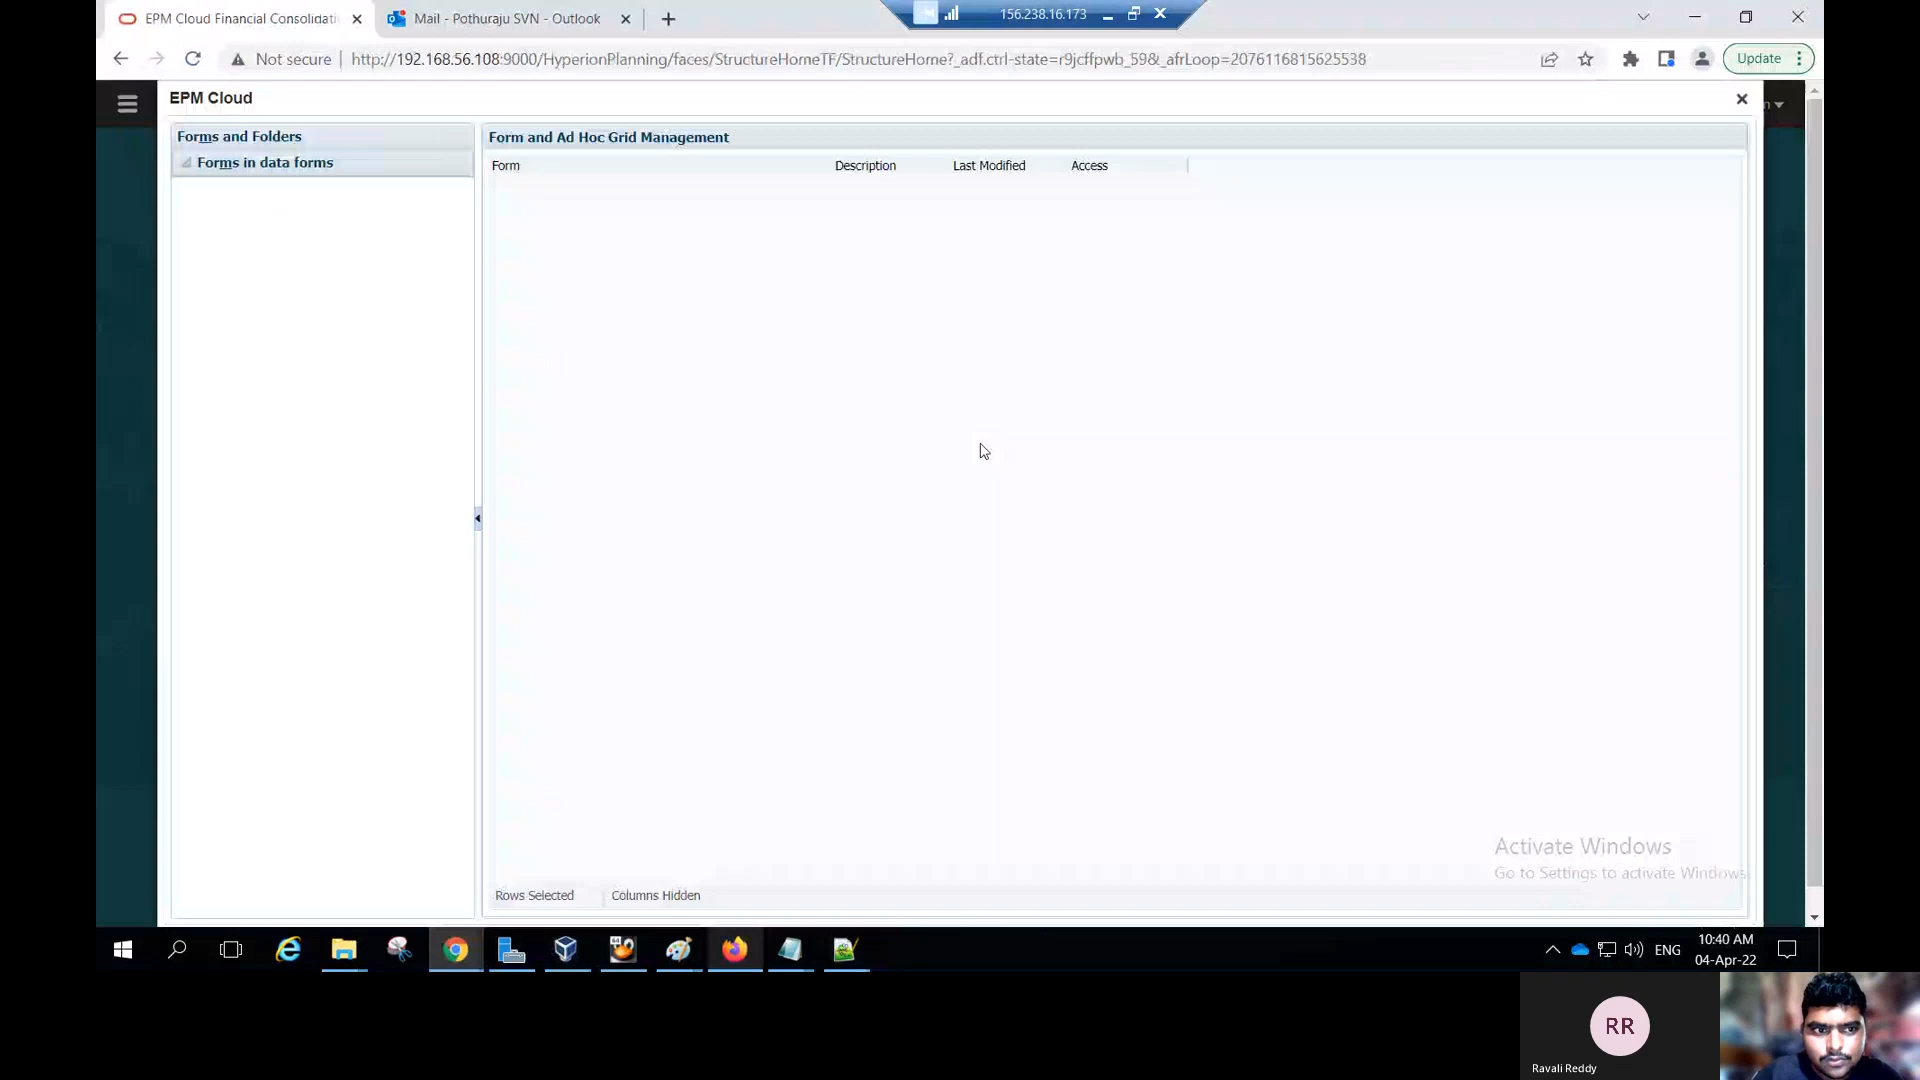 EPM Cloud Financial Consolidati
Mail - Pothuraju SVN - Outlook
156.238.16.173
Not secure
http://192.168.56.108:9000/HyperionPlanning/faces/StructureHomeTF/StructureHome?_adf.ctrl-state=r9jcffpwb_59&_afrLoop=20761116815625538
Update
EPM Cloud
n
Forms and Folders
Forms in data forms
Form and Ad Hoc Grid Management
Form Description Last Modified Access
Activate Windows
Go to Settings to activate Windows
Rows Selected Columns Hidden
ENG
10:40 AM
04-Apr-22
RR
Ravali Reddy